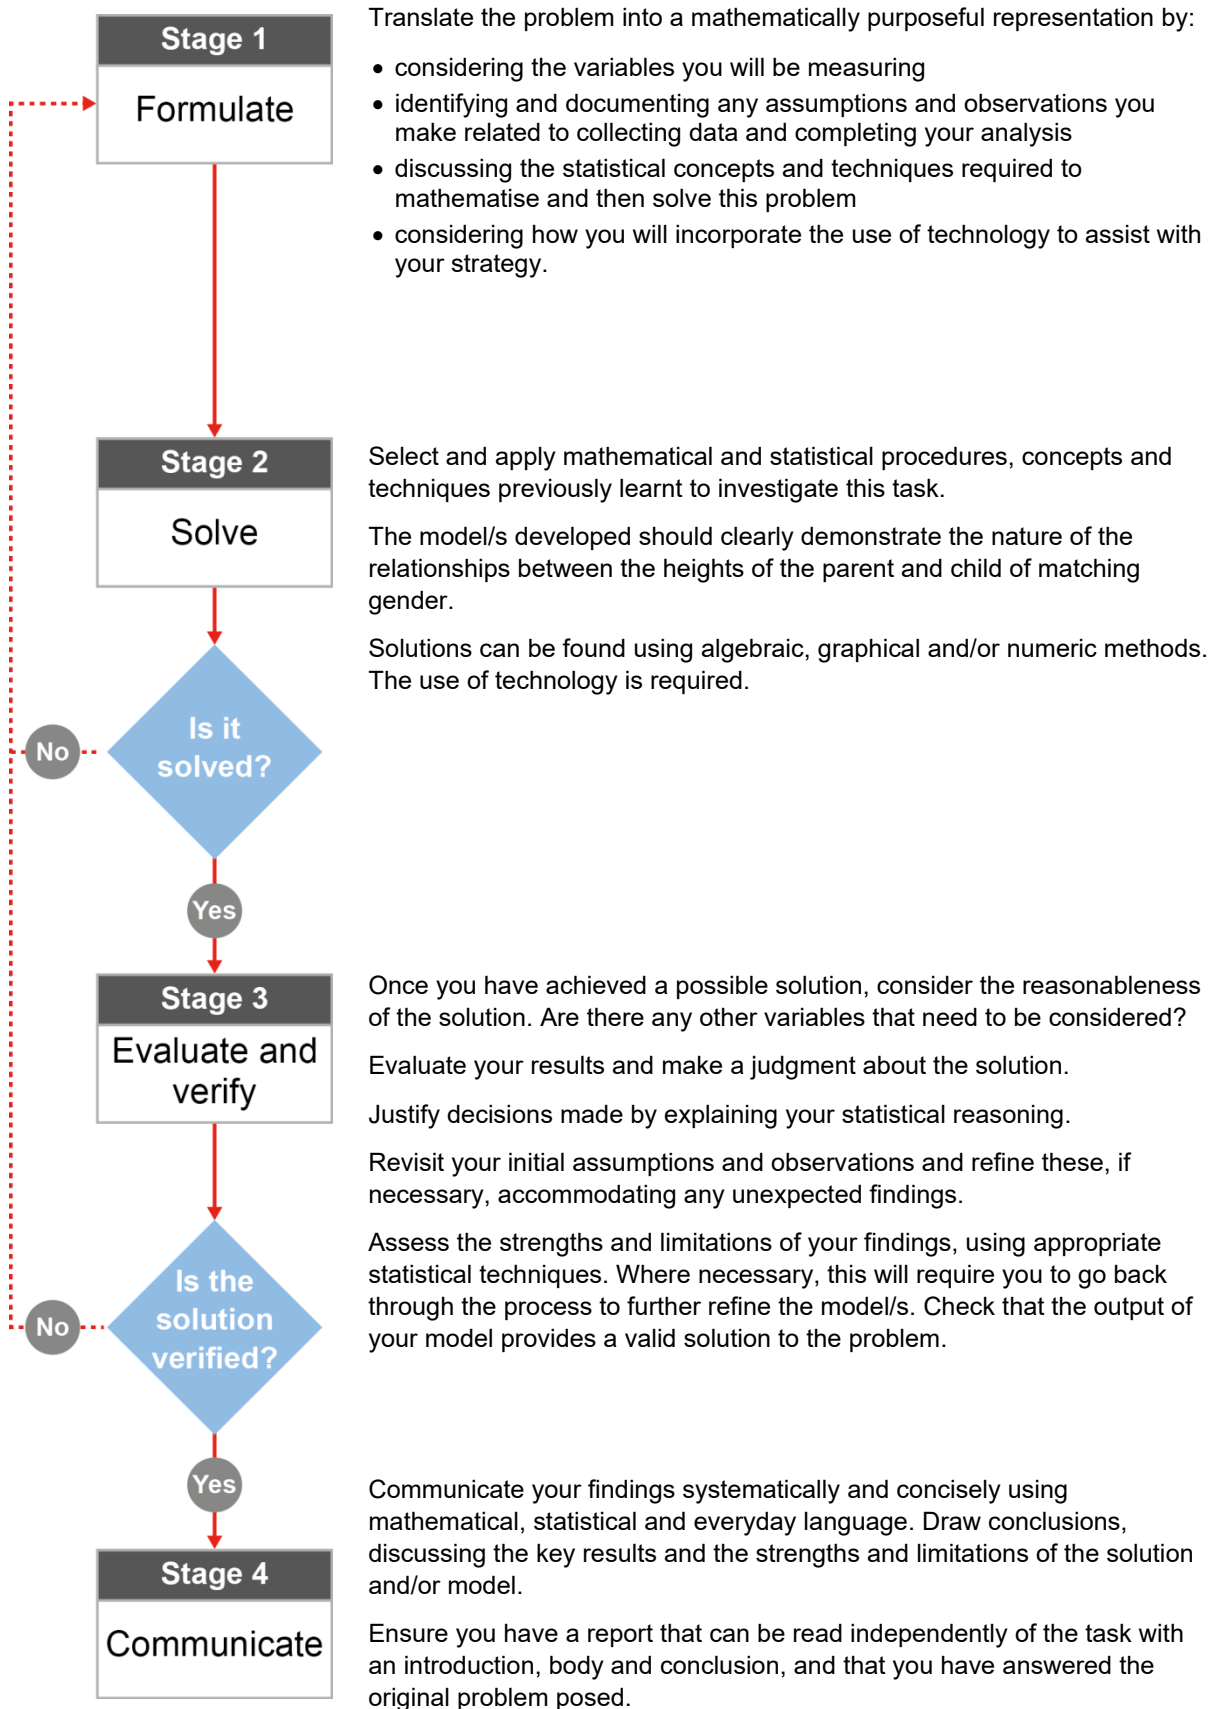 Stage 1
Formulate
Translate the problem into a mathematically purposeful representation by:
• considering the variables you will be measuring
• identifying and documenting any assumptions and observations you
make related to collecting data and completing your analysis
• discussing the statistical concepts and techniques required to
mathematise and then solve this problem
• considering how you will incorporate the use of technology to assist with
your strategy.
Stage 2
Solve
Select and apply mathematical and statistical procedures, concepts and
techniques previously learnt to investigate this task.
The model/s developed should clearly demonstrate the nature of the
relationships between the heights of the parent and child of matching
gender.
Solutions can be found using algebraic, graphical and/or numeric methods.
The use of technology is required.
Is it
solved?
No
Yes
Stage 3
Evaluate and
verify
Once you have achieved a possible solution, consider the reasonableness
of the solution. Are there any other variables that need to be considered?
Evaluate your results and make a judgment about the solution.
Justify decisions made by explaining your statistical reasoning.
Revisit your initial assumptions and observations and refine these, if
necessary, accommodating any unexpected findings.
Assess the strengths and limitations of your findings, using appropriate
statistical techniques. Where necessary, this will require you to go back
through the process to further refine the model/s. Check that the output of
your model provides a valid solution to the problem.
Is the
solution
verified?
No
Yes
Stage 4
Communicate
Communicate your findings systematically and concisely using
mathematical, statistical and everyday language. Draw conclusions,
discussing the key results and the strengths and limitations of the solution
and/or model.
Ensure you have a report that can be read independently of the task with
an introduction, body and conclusion, and that you have answered the
original problem posed.